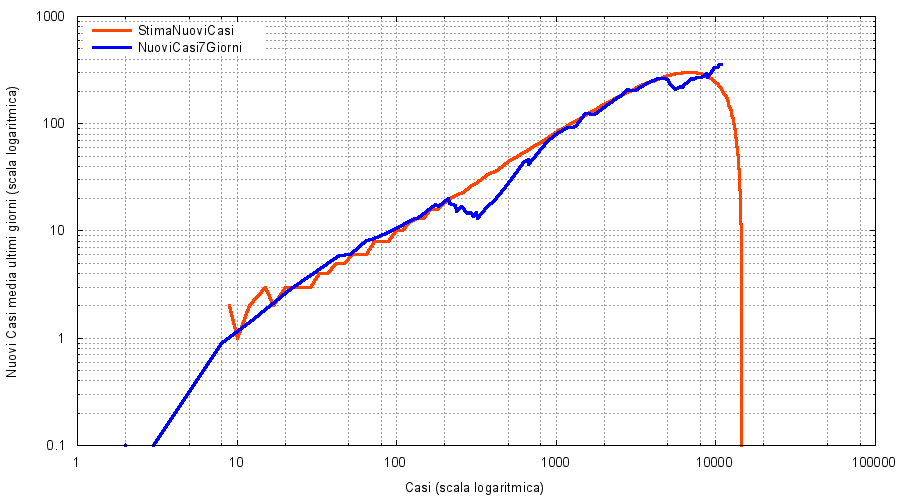 1000
StimaNuoviCasi
NuoviCasi7Giorni
100
10
1
0.1
Nuovi Casi media ultimi giorni (scala logaritmica)
1 10 100 1000 10000 100000
Casi (scala logaritmica)